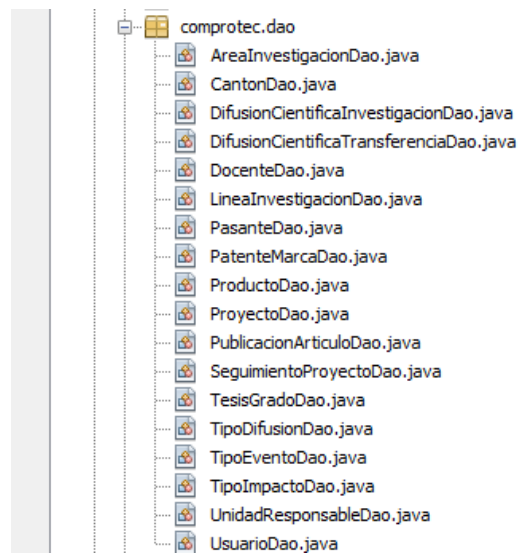 comprotec.dao
AreaInvestigacionDao.java
CantonDao.java
DifusionCientificaInvestigacionDao.java
DifusionCientificaTransferenciaDao.java
DocenteDao.java
LineaInvestigacionDao.java
PasanteDao.java
PatenteMarcaDao.java
ProductoDao.java
ProyectoDao.java
PublicacionArticuloDao.java
SeguimientoProyectoDao.java
TesisGradoDao.java
TipoDifusionDao.java
TipoEventoDao.java
TipoImpactoDao.java
UnidadResponsableDao.java
UsuarioDao.java